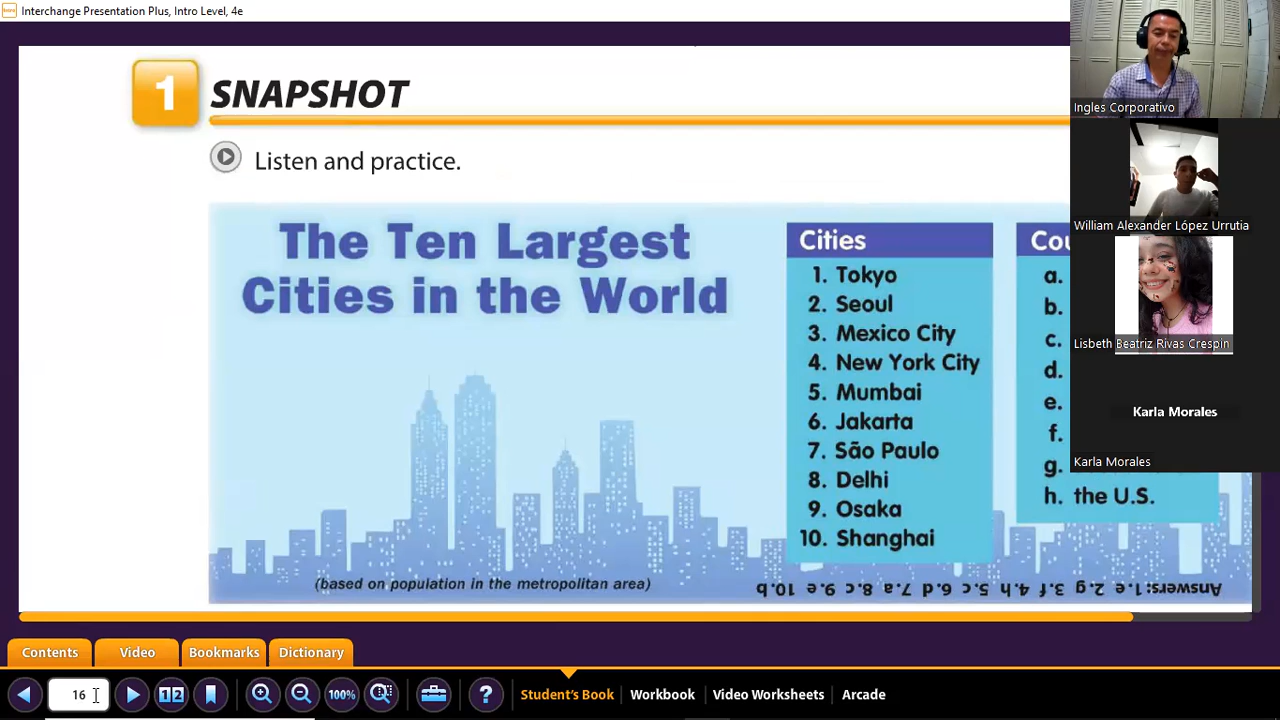 Interchange Presentation Plus, Intro Level, 4e
1 SNAPSHOT
Listen and practice.
The Ten Largest
Cities in the World
(based on population in the metropolitan area)
Cities
1. Tokyo
2. Seoul
3. Mexico City
4. New York City
5. Mumbai
6. Jakarta
7. São Paulo
8. Delhi
9. Osaka
10. Shanghai
Cou
a.
b.
c.
d.
e.
f.
g.
h. the U.S.
Answers: 1. e 2. g 3. f 4. h 5. c 6. d 7. a 8. c 9. e 10. b
Ingles Corporativo
William Alexander López Urrutia
Lisbeth Beatriz Rivas Crespin
Karla Morales
Karla Morales
Contents
Video
Bookmarks
Dictionary
16
1 2
100%
?
Student's Book
Workbook
Video Worksheets
Arcade